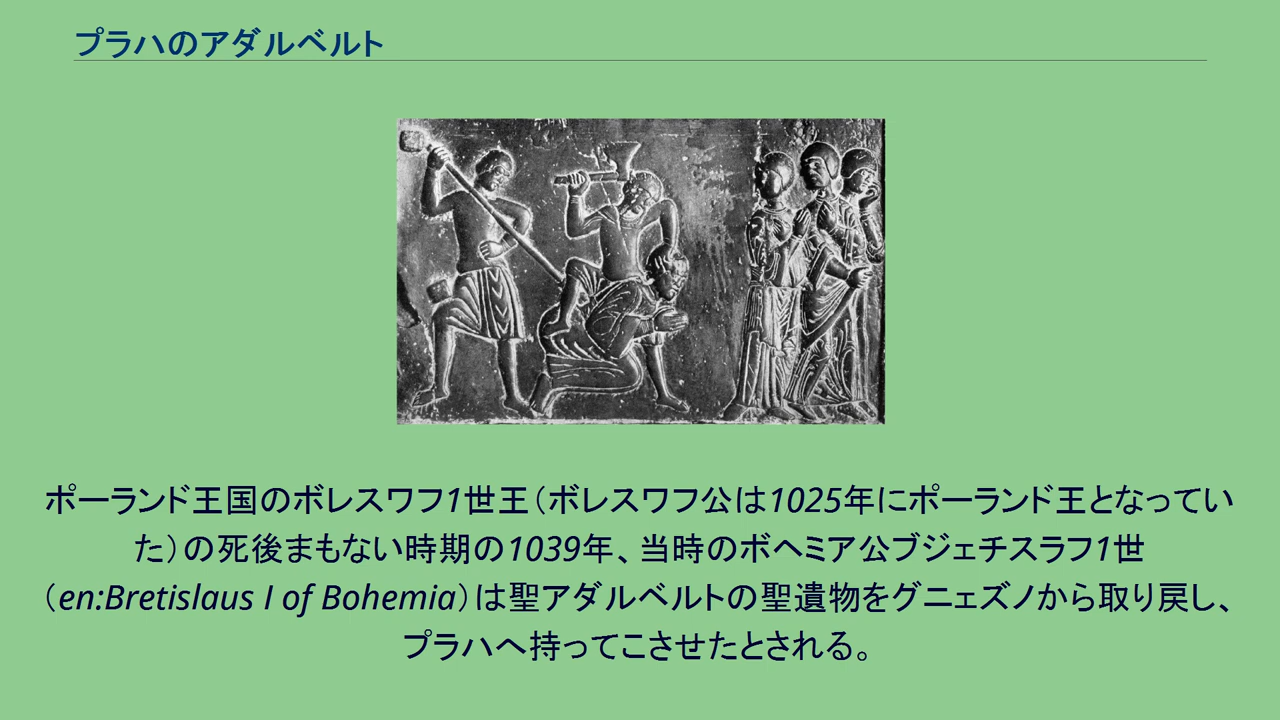 プラハのアダルベルト
ポーランド王国のボレスワフ1世王（ボレスワフ公は1025年にポーランド王となってい
た）の死後まもない時期の1039年、当時のボヘミア公ブジェチスラフ1世
（en:Bretislaus I of Bohemia）は聖アダルベルトの聖遺物をグニェズノから取り戻し、
プラハへ持ってこさせたとされる。